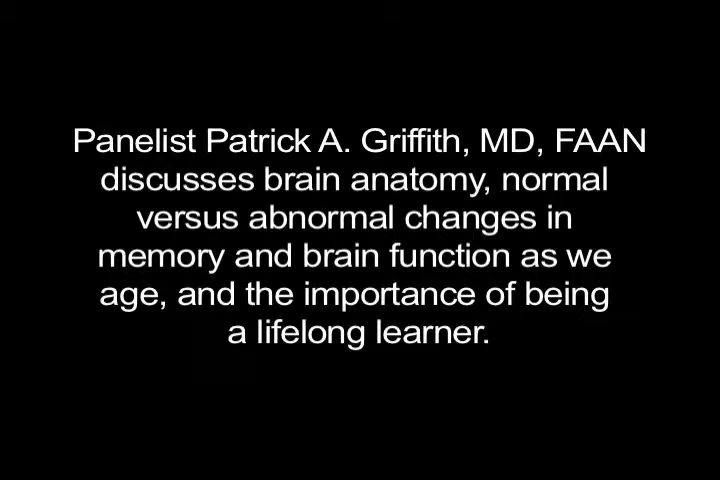 Panelist Patrick A. Griffith, MD, FAAN
discusses brain anatomy, normal
versus abnormal changes in
memory and brain function as we
age, and the importance of being
a lifelong learner.